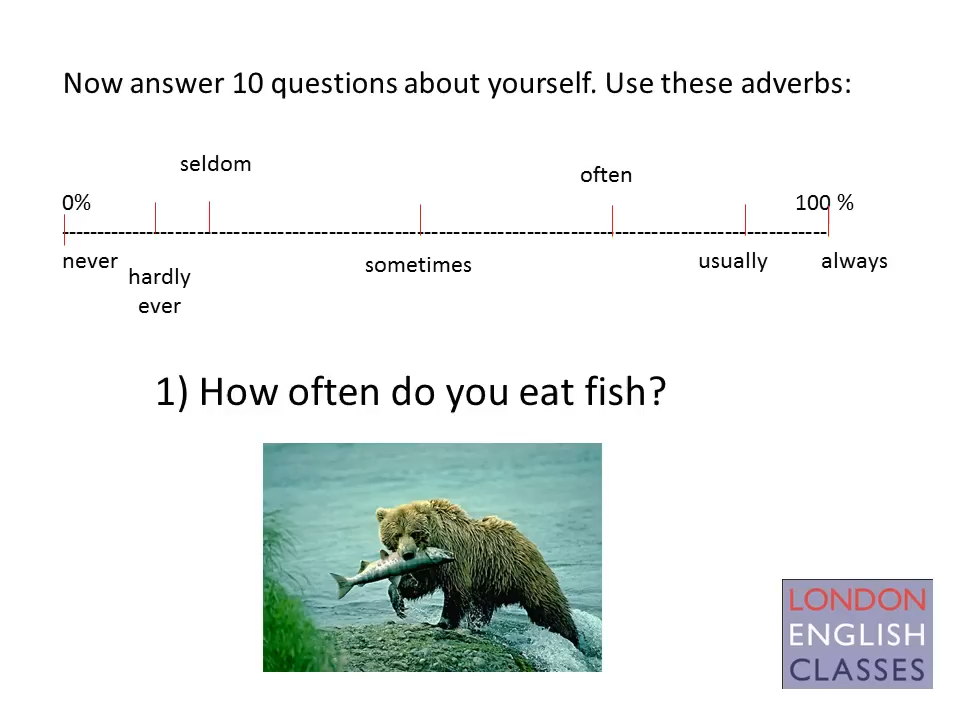 Now answer 10 questions about yourself. Use these adverbs:
seldom
often
0%
100 %
never
hardly
ever
sometimes
usually
always
1) How often do you eat fish?
LONDON
ENGLISH
CLASSES